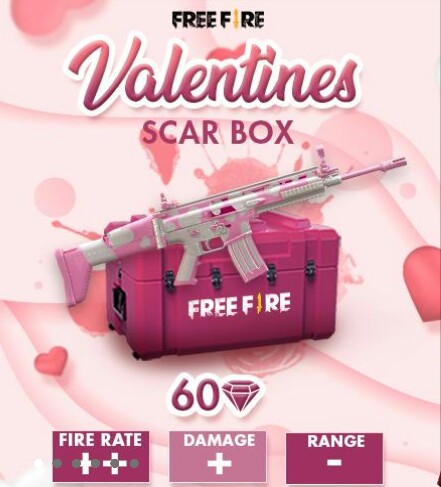 FREE FIRE
Valentines
SCAR BOX
FREE FIRE
60
FIRE RATE
++
DAMAGE
+
RANGE
-